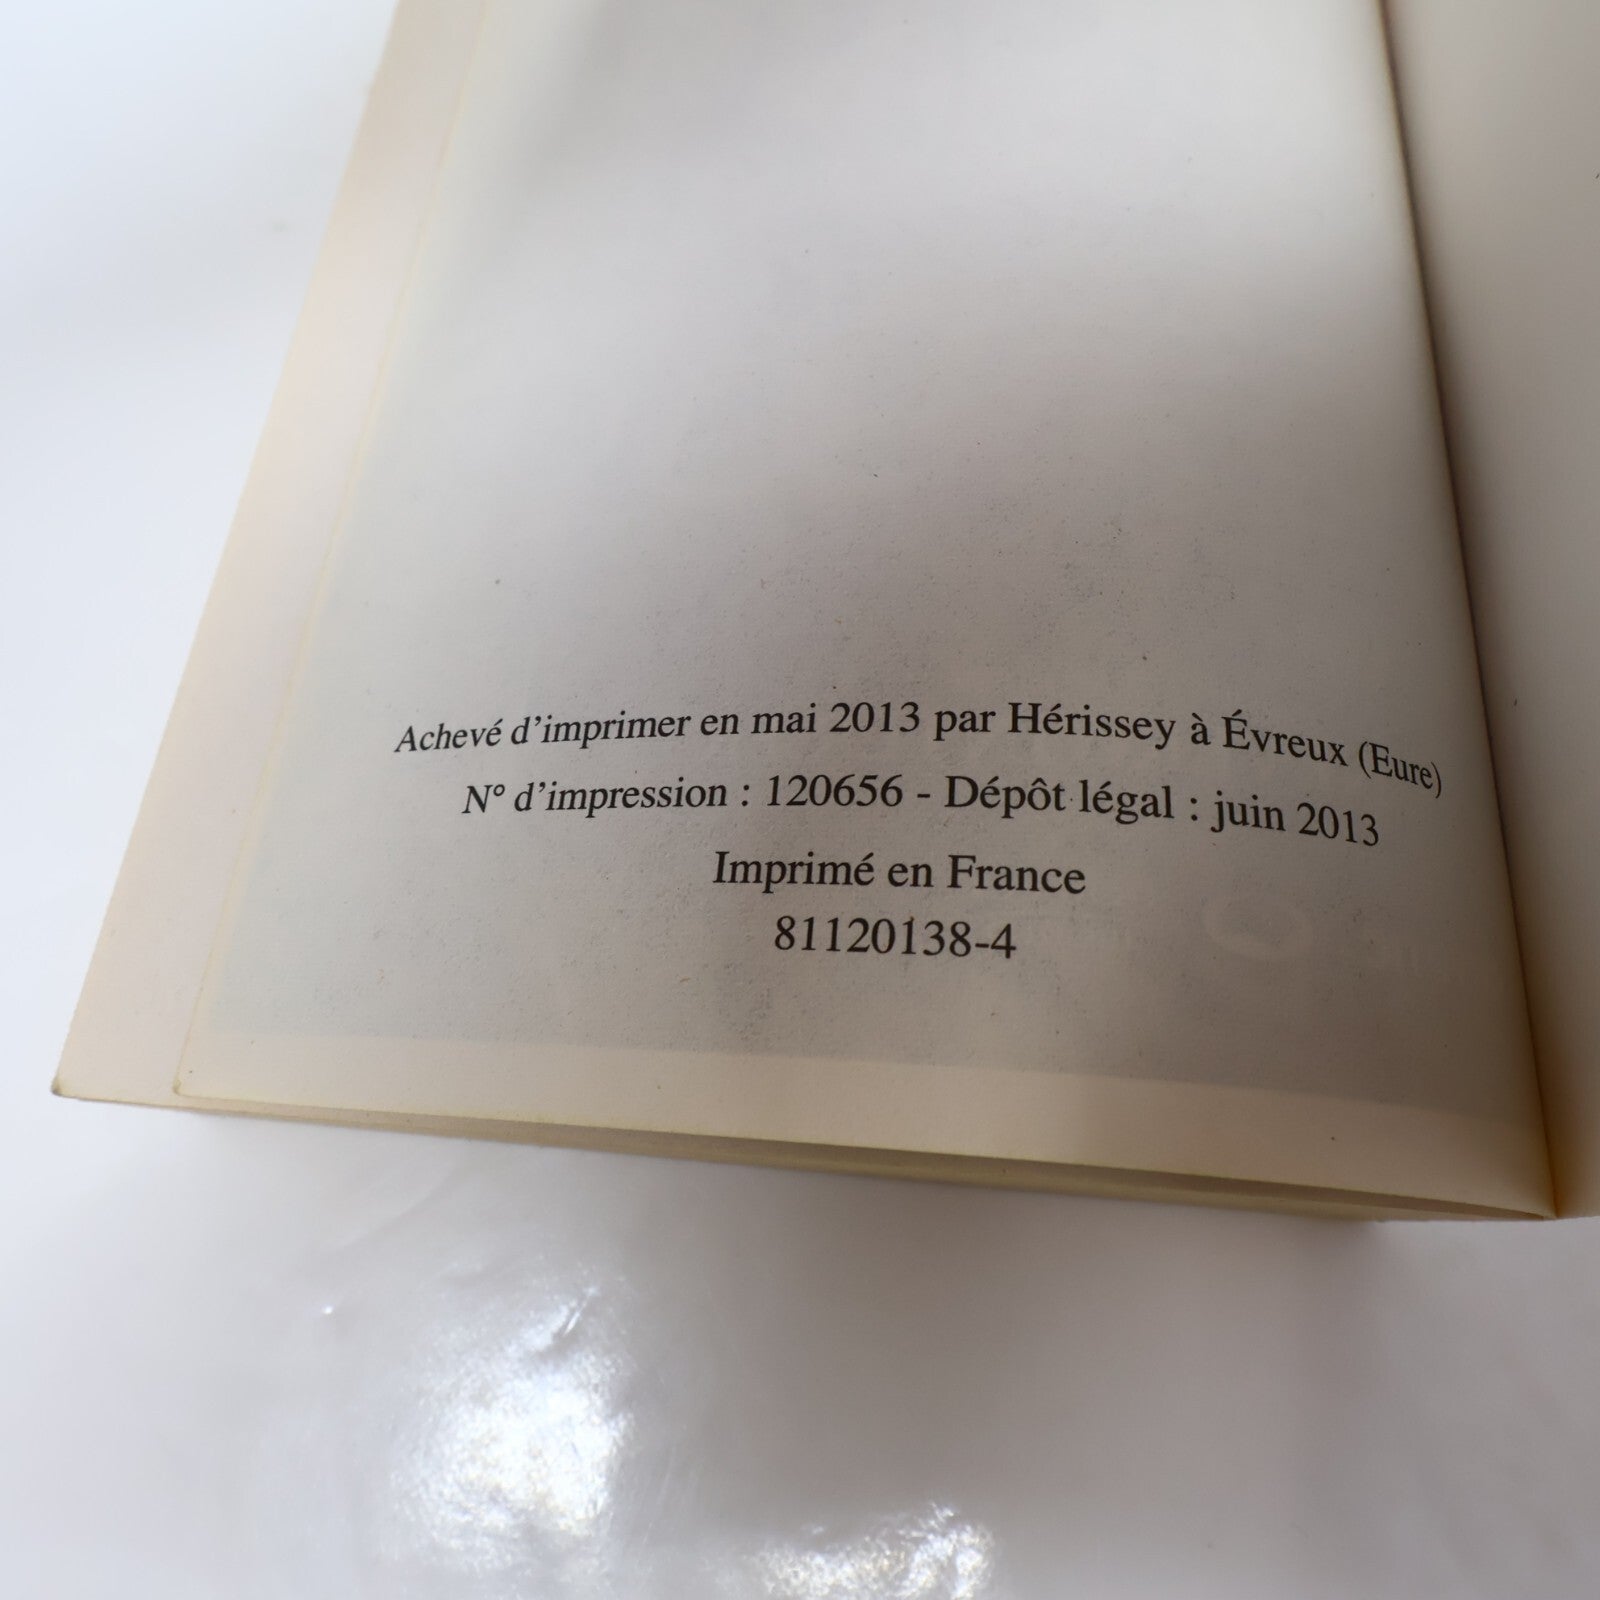 Achevé d'imprimer en mai 2013 par Hérissey à Évreux (Eure)
N° d'impression : 120656 - Dépôt légal : juin 2013
Imprimé en France
81120138-4